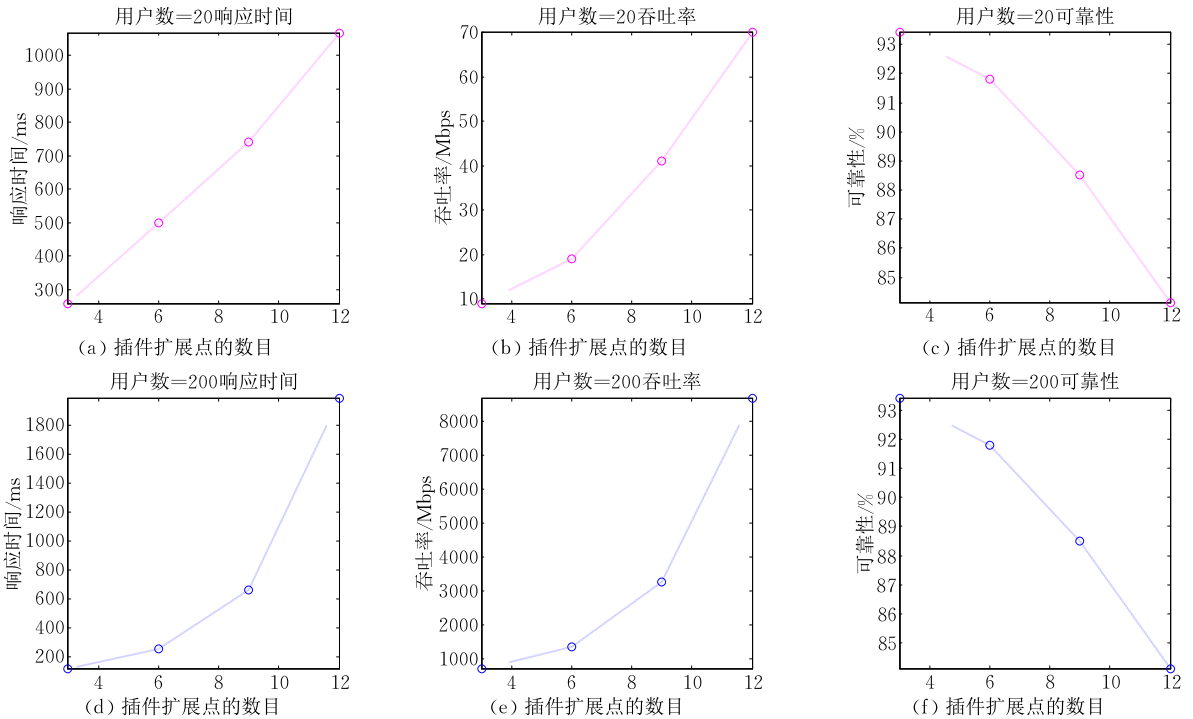 用户数=20响应时间
响应时间/ms
1000
900
800
700
600
500
400
300
4 6 8 10 12
(a) 插件扩展点的数目
用户数=20吞吐率
吞吐率/Mbps
70
60
50
40
30
20
10
4 6 8 10 12
(b) 插件扩展点的数目
用户数=20可靠性
可靠性/%
93
92
91
90
89
88
87
86
85
4 6 8 10 12
(c) 插件扩展点的数目
用户数=200响应时间
响应时间/ms
1800
1600
1400
1200
1000
800
600
400
200
4 6 8 10 12
(d) 插件扩展点的数目
用户数=200吞吐率
吞吐率/Mbps
8000
7000
6000
5000
4000
3000
2000
1000
4 6 8 10 12
(e) 插件扩展点的数目
用户数=200可靠性
可靠性/%
93
92
91
90
89
88
87
86
85
4 6 8 10 12
(f) 插件扩展点的数目